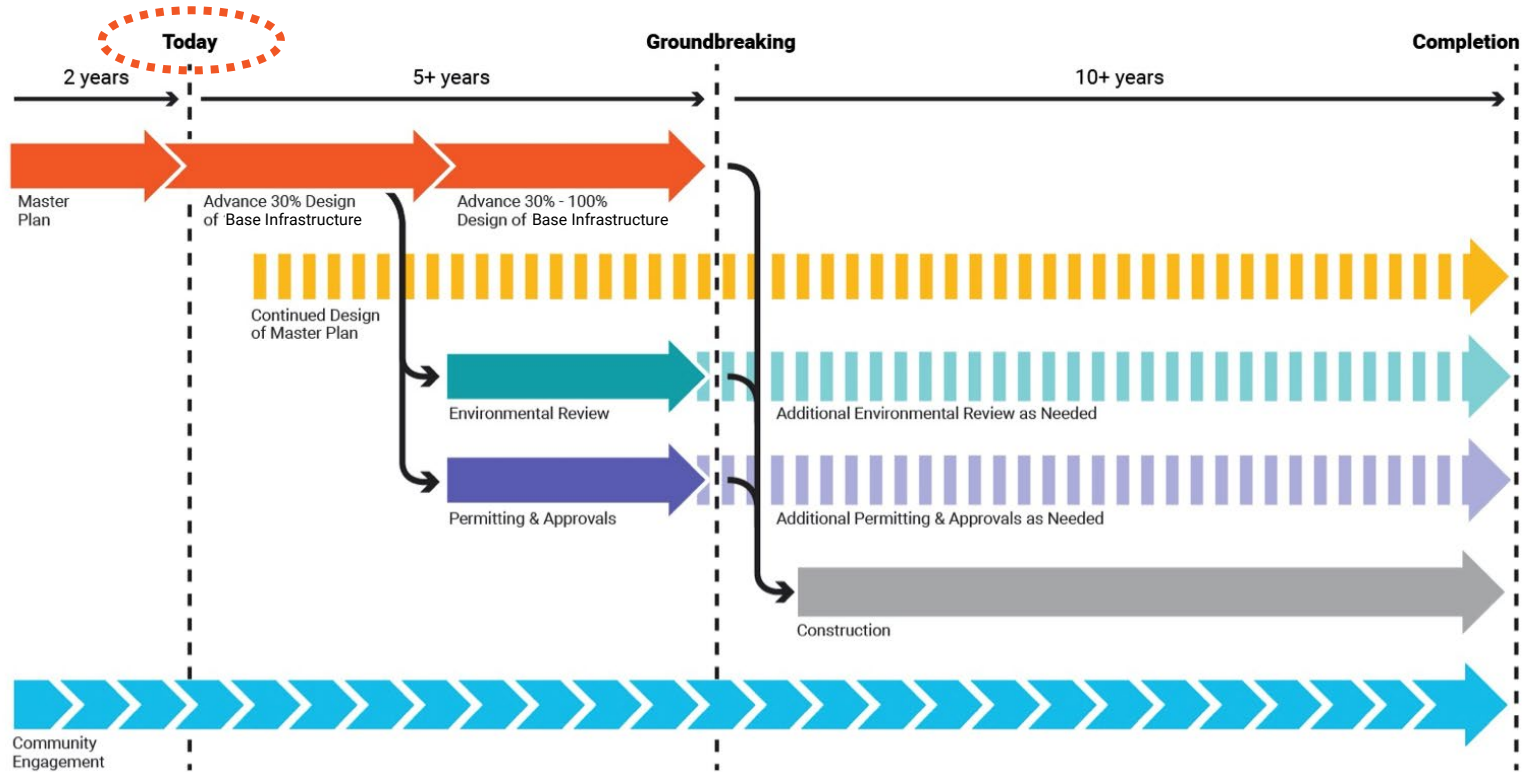 Today
Groundbreaking
Completion
2 years
5+ years
10+ years
Master
Plan
Advance 30% Design
of Base Infrastructure
Advance 30% - 100%
Design of Base Infrastructure
Continued Design
of Master Plan
Environmental Review
Additional Environmental Review as Needed
Permitting & Approvals
Additional Permitting & Approvals as Needed
Construction
Community
Engagement